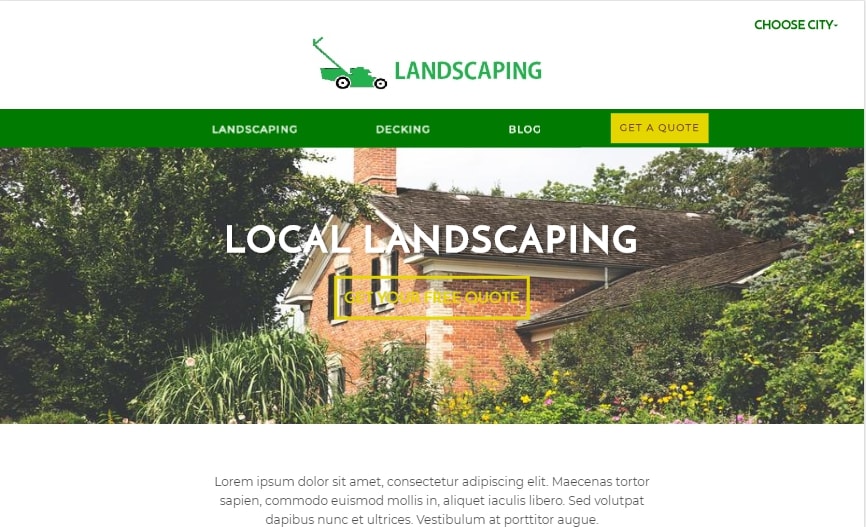 CHOOSE CITY
LANDSCAPING
LANDSCAPING DECKING BLOG GET A QUOTE
LOCAL LANDSCAPING
GET YOUR FREE QUOTE
Lorem ipsum dolor sit amet, consectetur adipiscing elit. Maecenas tortor
sapien, commodo euismod mollis in, aliquet iaculis libero. Sed volutpat
dapibus nunc et ultrices. Vestibulum at porttitor augue.